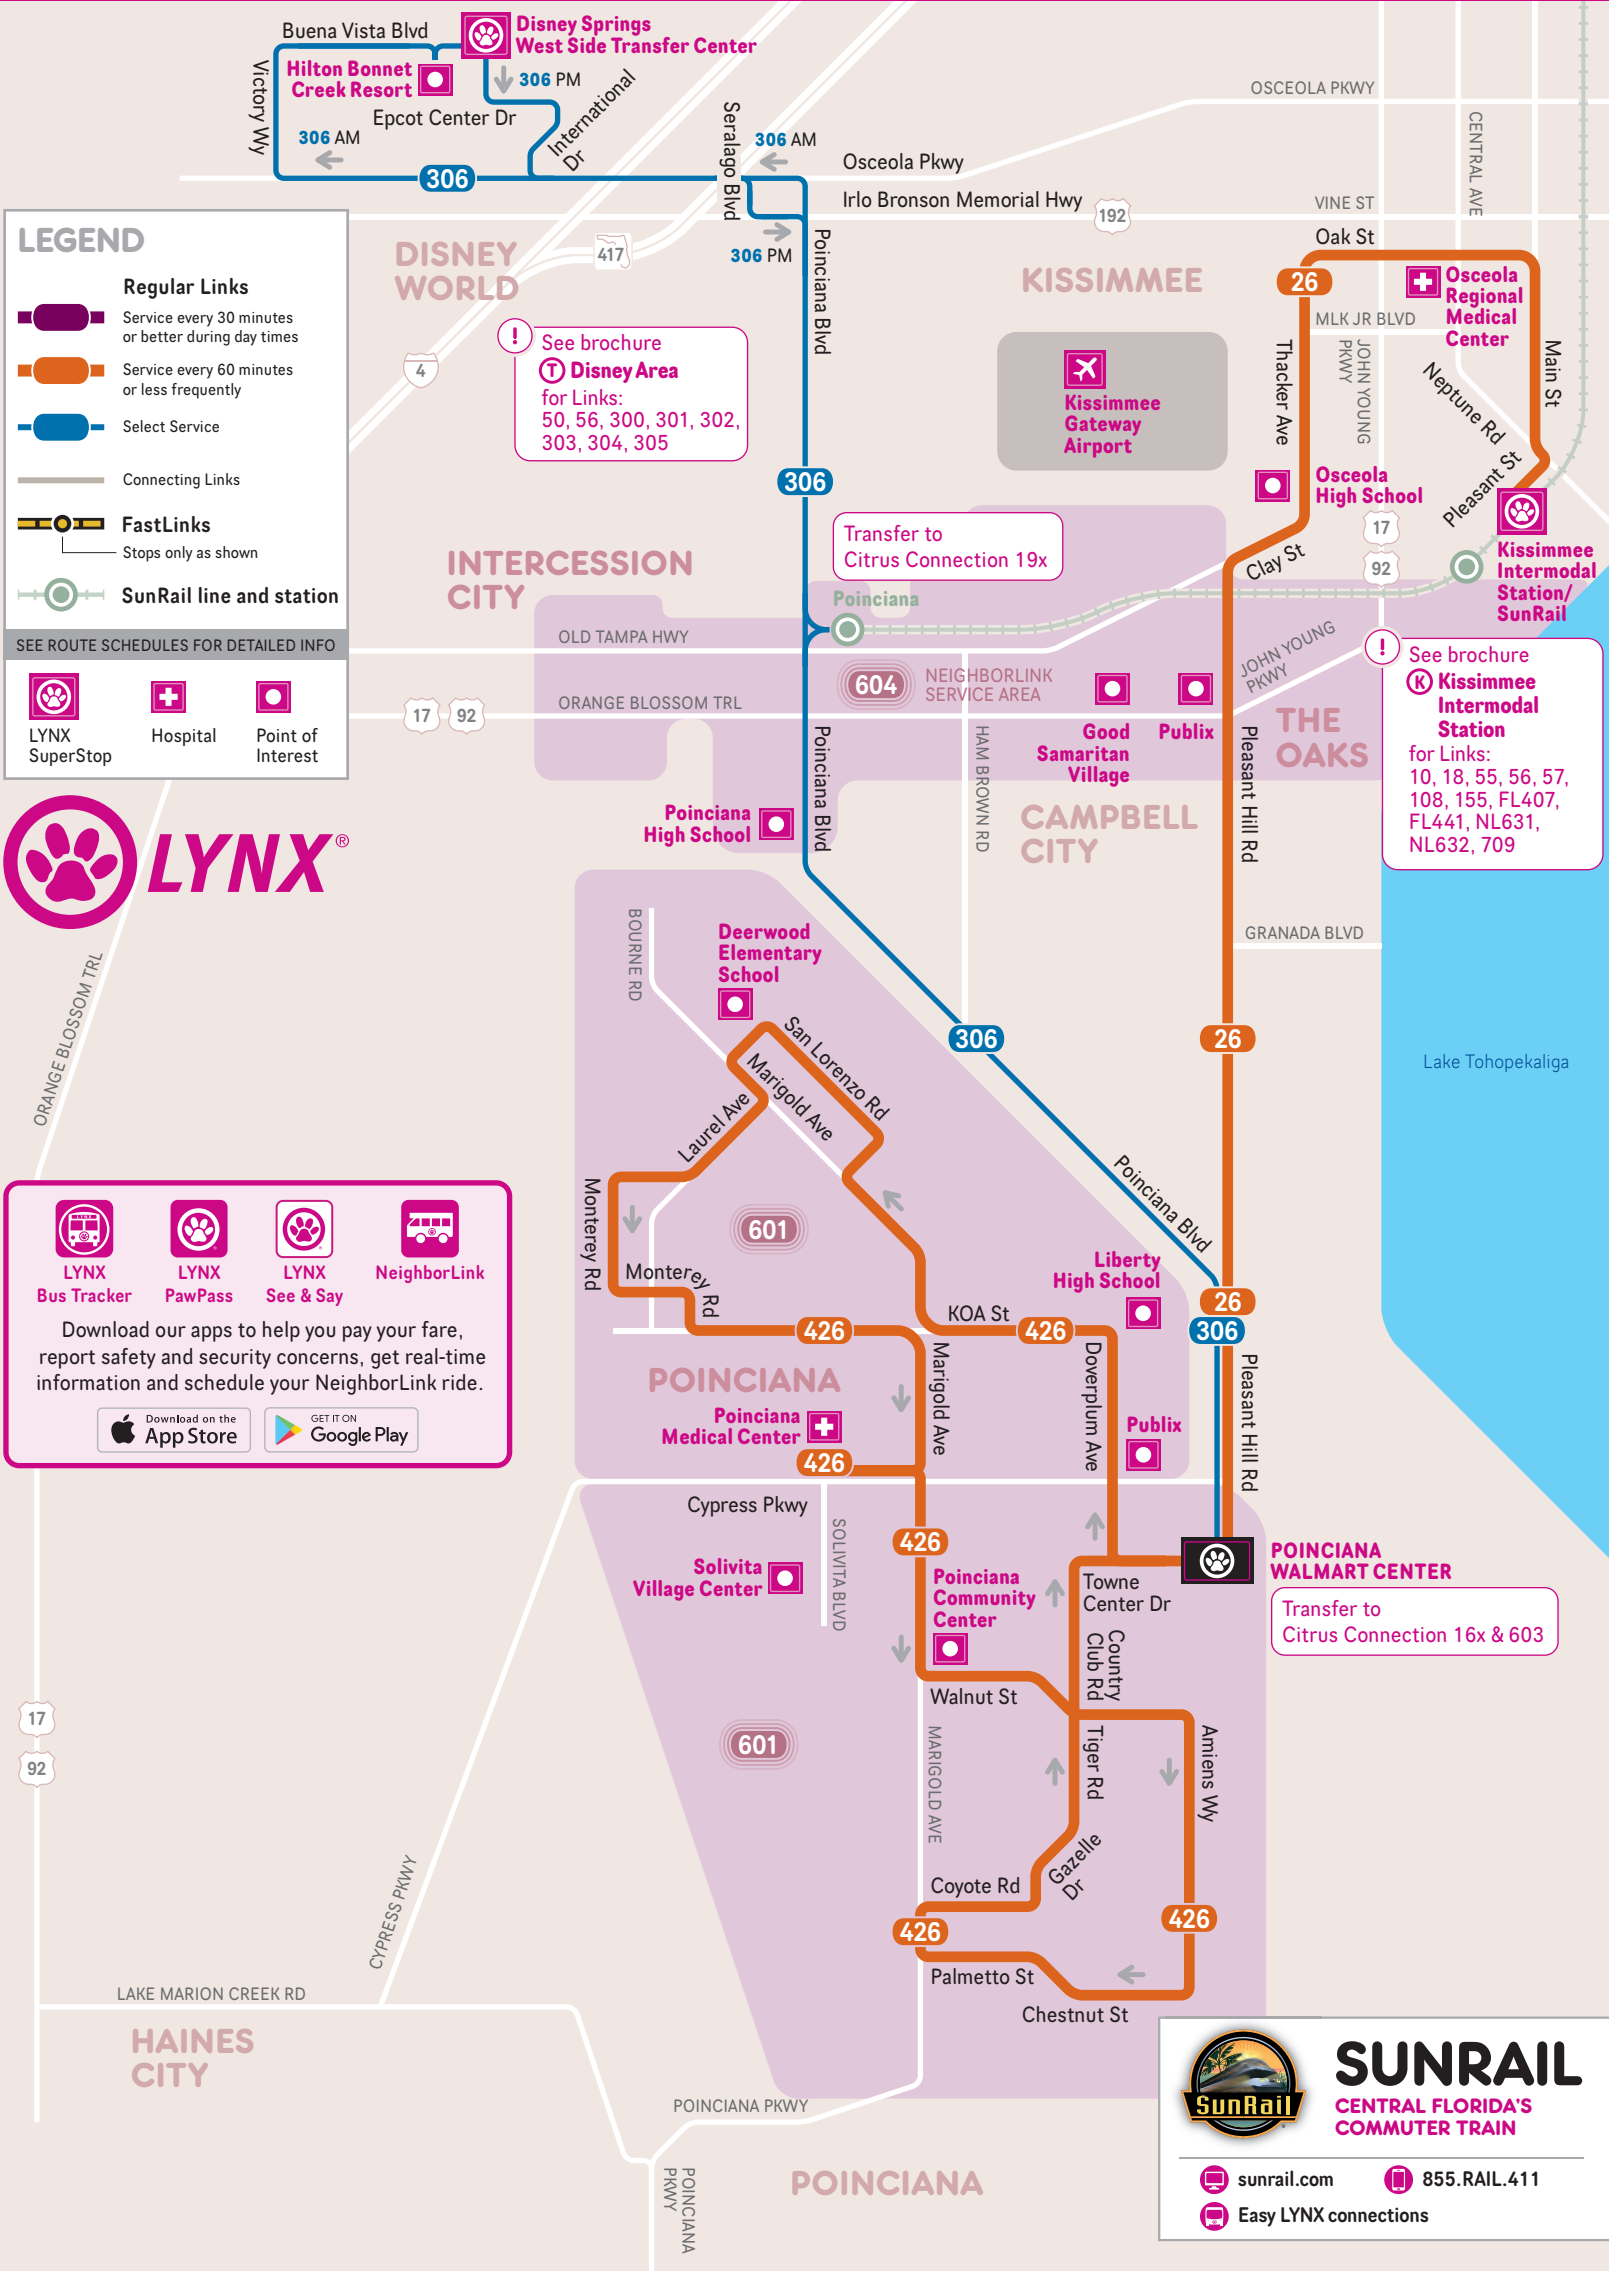 Buena Vista Blvd
Disney Springs
West Side Transfer Center
Hilton Bonnet
Creek Resort
306 PM
Victory Wy
Epcot Center Dr
International
Dr
306 AM
306
Seralago Blvd
306 AM
Osceola Pkwy
OSCEOLA PKWY
Irlo Bronson Memorial Hwy
192
306 PM
CENTRAL AVE
VINE ST
LEGEND
Regular Links
Service every 30 minutes
or better during day times
Service every 60 minutes
or less frequently
Select Service
Connecting Links
FastLinks
Stops only as shown
SunRail line and station
SEE ROUTE SCHEDULES FOR DETAILED INFO
LYNX
SuperStop
Hospital
Point of
Interest
DISNEY
WORLD
417
4
Poinciana Blvd
KISSIMMEE
Oak St
26
Osceola
Regional
Medical
Center
MLK JR BLVD
JOHN YOUNG
PKWY
Thacker Ave
Neptune Rd
Main St
Pleasant St
! See brochure
T Disney Area
for Links:
50, 56, 300, 301, 302,
303, 304, 305
Kissimmee
Gateway
Airport
306
Osceola
High School
17
92
Clay St
Kissimmee
Intermodal
Station/
SunRail
Transfer to
Citrus Connection 19x
INTERCESSION
CITY
Poinciana
OLD TAMPA HWY
604
NEIGHBORLINK
SERVICE AREA
JOHN YOUNG
PKWY
ORANGE BLOSSOM TRL
17 92
Good
Samaritan
Village
Publix
THE
OAKS
! See brochure
K Kissimmee
Intermodal
Station
for Links:
10, 18, 55, 56, 57,
108, 155, FL407,
FL441, NL631,
NL632, 709
Poinciana Blvd
HAM BROWN RD
Pleasant Hill Rd
Poinciana
High School
CAMPBELL
CITY
LYNX®
ORANGE BLOSSOM TRL
BOURNE RD
Deerwood
Elementary
School
GRANADA BLVD
306
26
Lake Tohopekaliga
San Lorenzo Rd
Marigold Ave
Laurel Ave
Poinciana Blvd
Monterey Rd
601
Monterey Rd
Liberty
High School
26
306
KOA St
426
426
LYNX
Bus Tracker
LYNX
PawPass
LYNX
See & Say
NeighborLink
Download our apps to help you pay your fare,
report safety and security concerns, get real-time
information and schedule your NeighborLink ride.
Download on the
App Store
GET IT ON
Google Play
POINCIANA
Poinciana
Medical Center
426
Marigold Ave
Doverplum Ave
Publix
Pleasant Hill Rd
Cypress Pkwy
SOLIVITA BLVD
426
Solivita
Village Center
Poinciana
Community
Center
Towne
Center Dr
POINCIANA
WALMART CENTER
Transfer to
Citrus Connection 16x & 603
Country
Club Rd
Walnut St
17
92
601
MARIGOLD AVE
Tiger Rd
Amiens Wy
Gazelle
Dr
Coyote Rd
426
426
Palmetto St
Chestnut St
CYPRESS PKWY
LAKE MARION CREEK RD
HAINES
CITY
POINCIANA PKWY
POINCIANA
PKWY
POINCIANA
SunRail
SUNRAIL
CENTRAL FLORIDA'S
COMMUTER TRAIN
sunrail.com
855.RAIL.411
Easy LYNX connections